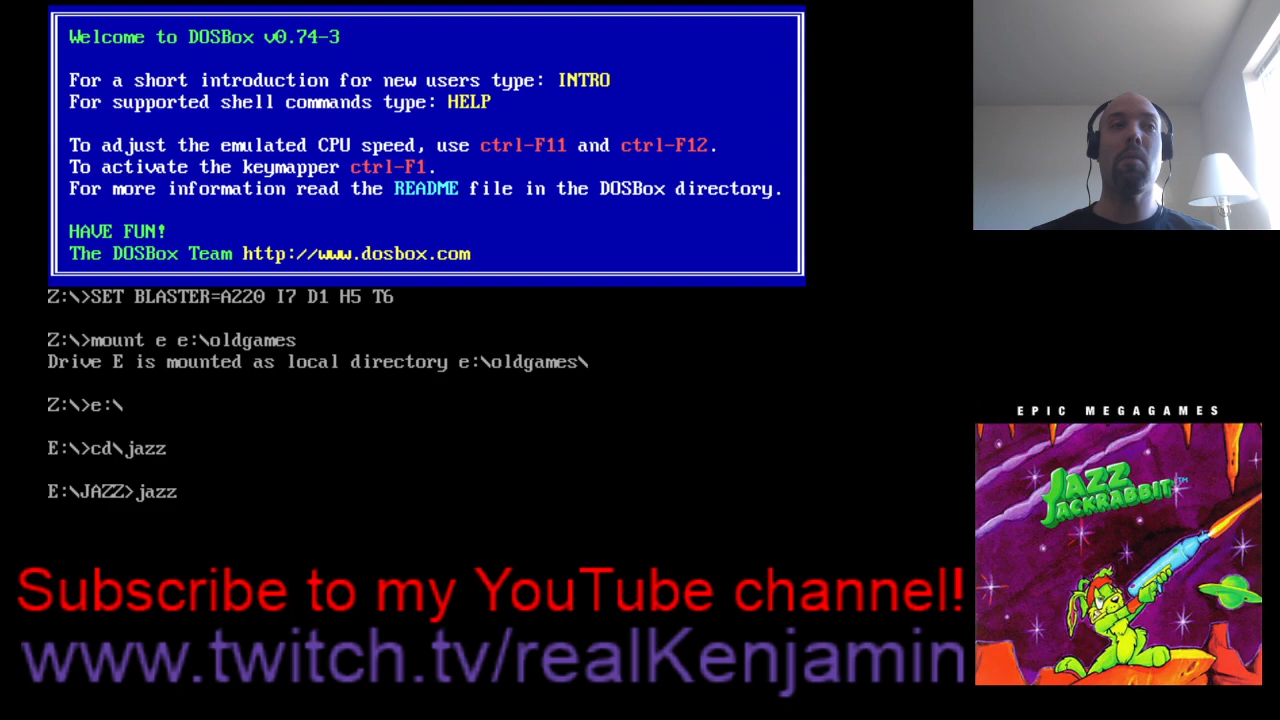 Welcome to DOSBox v0.74-3
For a short introduction for new users type: INTRO
For supported shell commands type: HELP
To adjust the emulated CPU speed, use ctrl-F11 and ctrl-F12.
To activate the keymapper ctrl-F1.
For more information read the README file in the DOSBox directory.
HAVE FUN!
The DOSBox Team http://www.dosbox.com
Z:\>SET BLASTER=A220 I7 D1 H5 T6
Z:\>mount e e:\oldgames
Drive E is mounted as local directory e:\oldgames\
Z:\>e:\
E:\>cd\jazz
E:\JAZZ>jazz
EPIC MEGAGAMES
JAZZ
JACKRABBIT™
Subscribe to my YouTube channel!
www.twitch.tv/realKenjamin